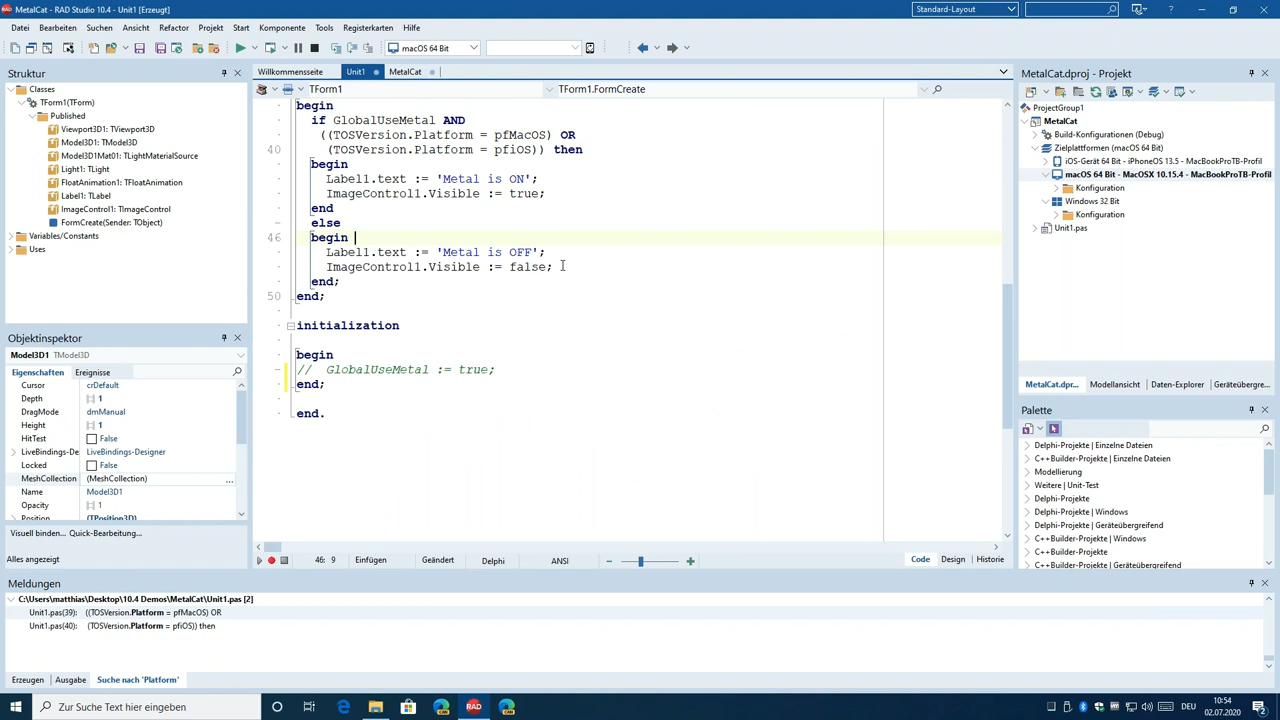 MetalCat - RAD Studio 10.4 - Unit1 [Erzeugt]
Standard-Layout
Datei Bearbeiten Suchen Ansicht Refactor Projekt Start Komponente Tools Registerkarten Hilfe
macOS 64 Bit
Struktur
Classes
TForm1(TForm)
Published
Viewport3D1: TViewport3D
Model3D1: TModel3D
Model3D1Mat01: TLightMaterialSource
Light1: TLight
FloatAnimation1: TFloatAnimation
Label1: TLabel
ImageControl1: TImageControl
FormCreate(Sender: TObject)
Variables/Constants
Uses
Objektinspektor
Model3D1 TModel3D
Eigenschaften Ereignisse
Cursor crDefault
Depth 1
DragMode dmManual
Height 1
HitTest False
LiveBindings-De LiveBindings-Designer
Locked False
MeshCollection (MeshCollection) ...
Name Model3D1
Opacity 1
Position (TPosition3D)
Visuell binden... Quick-Bearbeitung...
Alles angezeigt
Willkommensseite Unit1 MetalCat
TForm1 TForm1.FormCreate
begin
if GlobalUseMetal AND
((TOSVersion.Platform = pfMacOS) OR
40 (TOSVersion.Platform = pfiOS)) then
begin
Label1.text := 'Metal is ON';
ImageControl1.Visible := true;
end
else
46 begin
Label1.text := 'Metal is OFF';
ImageControl1.Visible := false;
end;
50 end;
initialization
begin
// GlobalUseMetal := true;
end;
end.
46: 9 Einfügen Geändert Delphi ANSI
Code Design Historie
MetalCat.dproj - Projekt
ProjectGroup1
MetalCat
Build-Konfigurationen (Debug)
Zielplattformen (macOS 64 Bit)
iOS-Gerät 64 Bit - iPhoneOS 13.5 - MacBookProTB-Profil
macOS 64 Bit - MacOSX 10.15.4 - MacBookProTB-Profil
Konfiguration
Windows 32 Bit
Konfiguration
Unit1.pas
MetalCat.dpr... Modellansicht Daten-Explorer Geräteübergre...
Palette
Delphi-Projekte | Einzelne Dateien
C++Builder-Projekte | Einzelne Dateien
Modellierung
Weitere | Unit-Test
Delphi-Projekte
Delphi-Projekte | Windows
Delphi-Projekte | Geräteübergreifend
C++Builder-Projekte | Windows
C++Builder-Projekte
C++Builder-Projekte | Geräteübergreifend
Meldungen
C:\Users\matthias\Desktop\10.4 Demos\MetalCat\Unit1.pas [2]
Unit1.pas(39): ((TOSVersion.Platform = pfMacOS) OR
Unit1.pas(40): (TOSVersion.Platform = pfiOS)) then
Erzeugen Ausgabe Suche nach 'Platform'
Zur Suche Text hier eingeben
RAD
DEU
10:54
02.07.2020
2